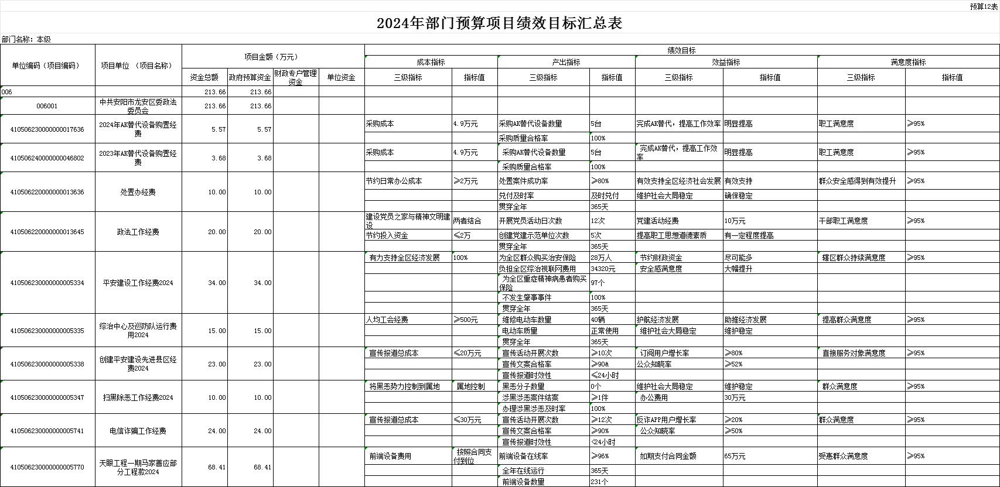 预算12表
2024年部门预算项目绩效目标汇总表
部门名称：本级
单位编码（项目编码） 项目单位 （项目名称） 项目金额（万元） 绩效目标
成本指标 产出指标 效益指标 满意度指标
资金总额 政府预算资金 财政专户管理资金 单位资金 三级指标 指标值 三级指标 指标值 三级指标 指标值 三级指标 指标值
006 213.66 213.66
006001 中共安阳市龙安区委政法委员会 213.66 213.66
410506230000000017636 2024年AK替代设备购置经费 5.57 5.57 采购成本 4.9万元 采购AK替代设备数量 5台 完成AK替代，提高工作效率 明显提高 职工满意度 ≥95%
采购质量合格率 100%
410506240000000046802 2023年AK替代设备购置经费 3.68 3.68 采购成本 4.9万元 采购AK替代设备数量 5台 完成AK替代，提高工作效率 明显提高 职工满意度 ≥95%
采购质量合格率 100%
410506220000000013636 处置办经费 10.00 10.00 节约日常办公成本 ≥2万元 处置案件成功率 ≥80% 有效支持全区经济社会发展 有效支持 群众安全感得到有效提升 ≥95%
兑付及时率 及时兑付 维护社会大局稳定 确保稳定
贯穿全年 365天
410506220000000013645 政法工作经费 20.00 20.00 建设党员之家与精神文明建设 两者结合 开展党员活动日次数 12次 党建活动经费 10万元 干部职工满意度 ≥95%
节约投入资金 ≤2万 创建党建示范单位次数 5次 提高职工思想道德素质 有一定程度提高
贯穿全年 365天
410506230000000005334 平安建设工作经费2024 34.00 34.00 有力支持全区经济发展 100% 为全区群众购买治安保险 28万人 节约财政资金 尽可能多 辖区群众持续满意度 ≥95%
负担全区综治视联网费用 34320元 安全感满意度 大幅提升
为全区重症精神病患者购买保险 97个
不发生肇事事件 100%
贯穿全年 365天
410506230000000005335 综治中心及巡防队运行费用2024 15.00 15.00 人均工会经费 ≥500元 维修电动车数量 40辆 护航经济发展 助推经济发展 提高群众满意度 ≥95%
电动车质量 正常使用 维护社会大局稳定 维护稳定
贯穿全年 365天
410506230000000005338 创建平安建设先进县区经费2024 23.00 23.00 宣传报道总成本 ≤20万元 宣传活动开展次数 ≥10次 订阅用户增长率 ≥80% 直接服务对象满意度 ≥95%
宣传文案合格率 ≥90& 公众知晓率 ≥52%
宣传报道时效性 ≤24小时
410506230000000005347 扫黑除恶工作经费2024 10.00 10.00 将黑恶势力控制到属地 属地控制 黑恶分子数量 0个 维护社会大局稳定 维护稳定 群众满意度 ≥95%
涉黑涉恶案件结案 ≥1件 办公费用 30万元
办理涉黑涉恶及时率 100%
410506230000000005741 电信诈骗工作经费 24.00 24.00 宣传报道总成本 ≤30万元 宣传活动开展次数 ≥12次 反诈APP用户增长率 ≥20% 群众满意度 ≥95%
宣传文案合格率 ≥90% 公众知晓率 ≥50%
宣传报道时效性 <24小时
410506230000000005770 天眼工程一期马家善应部分工程款2024 68.41 68.41 前端设备费用 按照合同支付到位 前端设备在线率 ≥96% 如期支付合同金额 65万元 受惠群众满意度 ≥95%
全年在线运行 365天
前端设备数量 231个